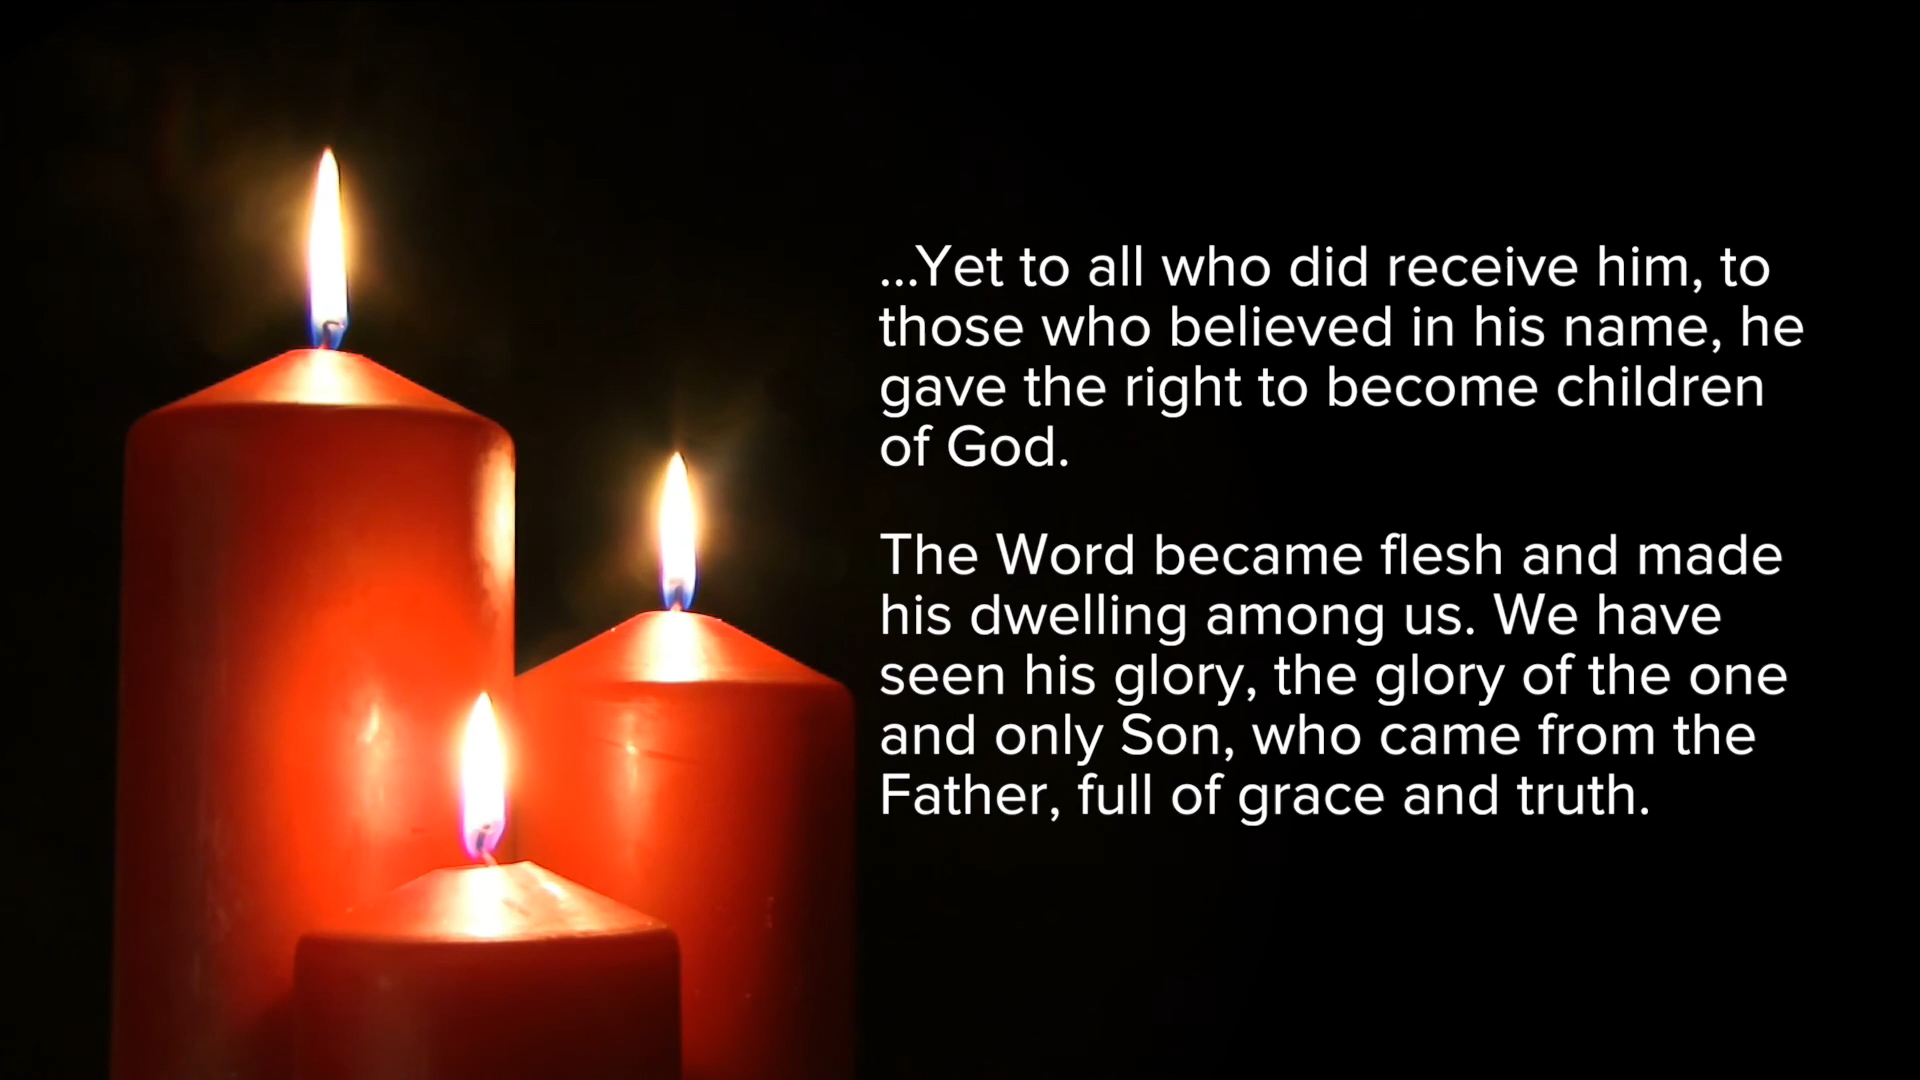 ...Yet to all who did receive him, to
those who believed in his name, he
gave the right to become children
of God.
The Word became flesh and made
his dwelling among us. We have
seen his glory, the glory of the one
and only Son, who came from the
Father, full of grace and truth.